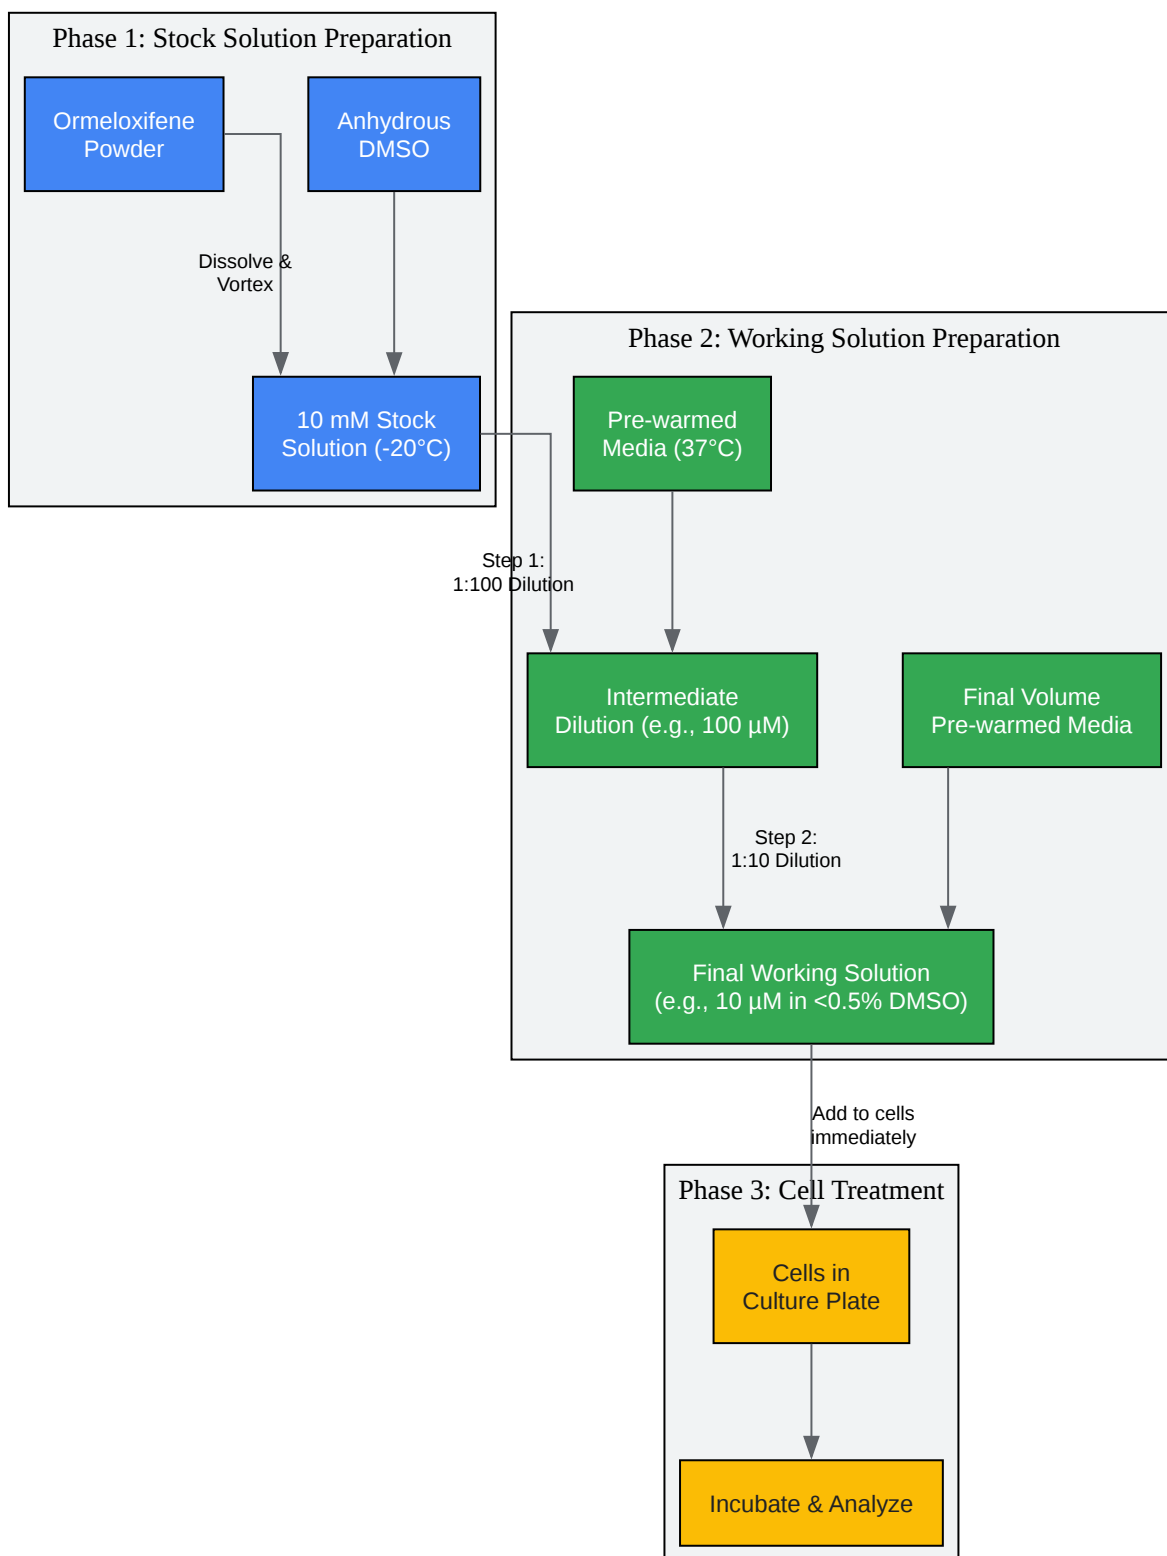 Phase 1: Stock Solution Preparation
Ormeloxifene
Powder
Anhydrous
DMSO
Dissolve &
Vortex
10 mM Stock
Solution (-20°C)
Phase 2: Working Solution Preparation
Pre-warmed
Media (37°C)
Step 1:
1:100 Dilution
Intermediate
Dilution (e.g., 100 µM)
Final Volume
Pre-warmed Media
Step 2:
1:10 Dilution
Final Working Solution
(e.g., 10 µM in <0.5% DMSO)
Add to cells
immediately
Phase 3: Cell Treatment
Cells in
Culture Plate
Incubate & Analyze